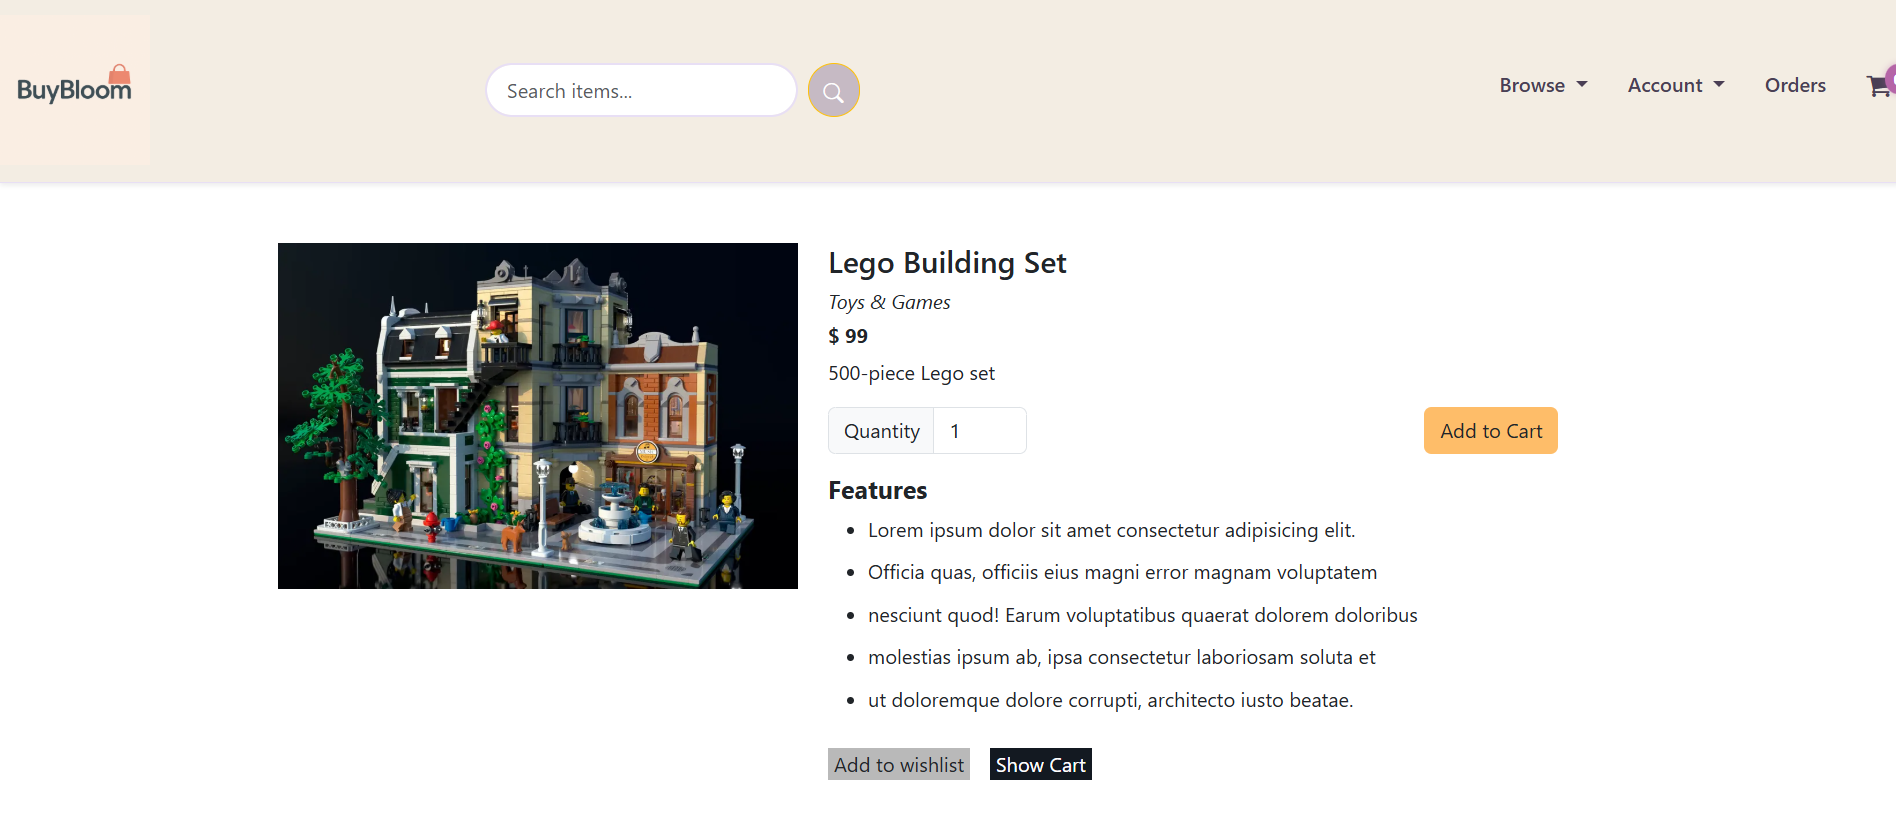 BuyBloom
Search items...
Browse
Account
Orders
Lego Building Set
Toys & Games
$ 99
500-piece Lego set
Quantity 1
Add to Cart
Features
Lorem ipsum dolor sit amet consectetur adipisicing elit.
Officia quas, officiis eius magni error magnam voluptatem
nesciunt quod! Earum voluptatibus quaerat dolorem doloribus
molestias ipsum ab, ipsa consectetur laboriosam soluta et
ut doloremque dolore corrupti, architecto iusto beatae.
Add to wishlist
Show Cart